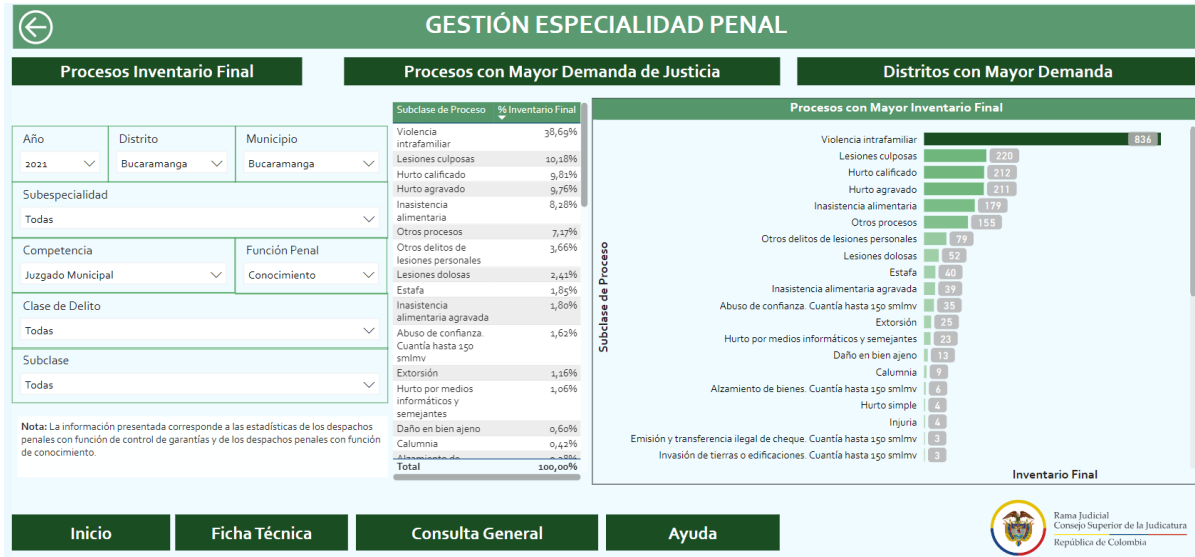 GESTIÓN ESPECIALIDAD PENAL
Procesos Inventario Final
Procesos con Mayor Demanda de Justicia
Distritos con Mayor Demanda
Año
2021
Distrito
Bucaramanga
Municipio
Bucaramanga
Subespecialidad
Todas
Competencia
Juzgado Municipal
Función Penal
Conocimiento
Clase de Delito
Todas
Subclase
Todas
Nota: La información presentada corresponde a las estadísticas de los despachos
penales con función de control de garantías y de los despachos penales con función
de conocimiento.
Subclase de Proceso % Inventario Final
Violencia
intrafamiliar 38,69%
Lesiones culposas 10,18%
Hurto calificado 9,81%
Hurto agravado 9,76%
Inasistencia
alimentaria 8,28%
Otros procesos 7,17%
Otros delitos de
lesiones personales 3,66%
Lesiones dolosas 2,41%
Estafa 1,85%
Inasistencia
alimentaria agravada 1,80%
Abuso de confianza.
Cuantía hasta 150
smlmv 1,62%
Extorsión 1,16%
Hurto por medios
informáticos y
semejantes 1,06%
Daño en bien ajeno 0,60%
Calumnia 0,42%
Total 100,00%
Procesos con Mayor Inventario Final
Subclase de Proceso
Violencia intrafamiliar 836
Lesiones culposas 220
Hurto calificado 212
Hurto agravado 211
Inasistencia alimentaria 179
Otros procesos 155
Otros delitos de lesiones personales 79
Lesiones dolosas 52
Estafa 40
Inasistencia alimentaria agravada 39
Abuso de confianza. Cuantía hasta 150 smlmv 35
Extorsión 25
Hurto por medios informáticos y semejantes 23
Daño en bien ajeno 13
Calumnia 9
Alzamiento de bienes. Cuantía hasta 150 smlmv 6
Hurto simple 4
Injuria 4
Emisión y transferencia ilegal de cheque. Cuantía hasta 150 smlmv 3
Invasión de tierras o edificaciones. Cuantía hasta 150 smlmv 3
Inventario Final
Inicio
Ficha Técnica
Consulta General
Ayuda
Rama Judicial
Consejo Superior de la Judicatura
República de Colombia